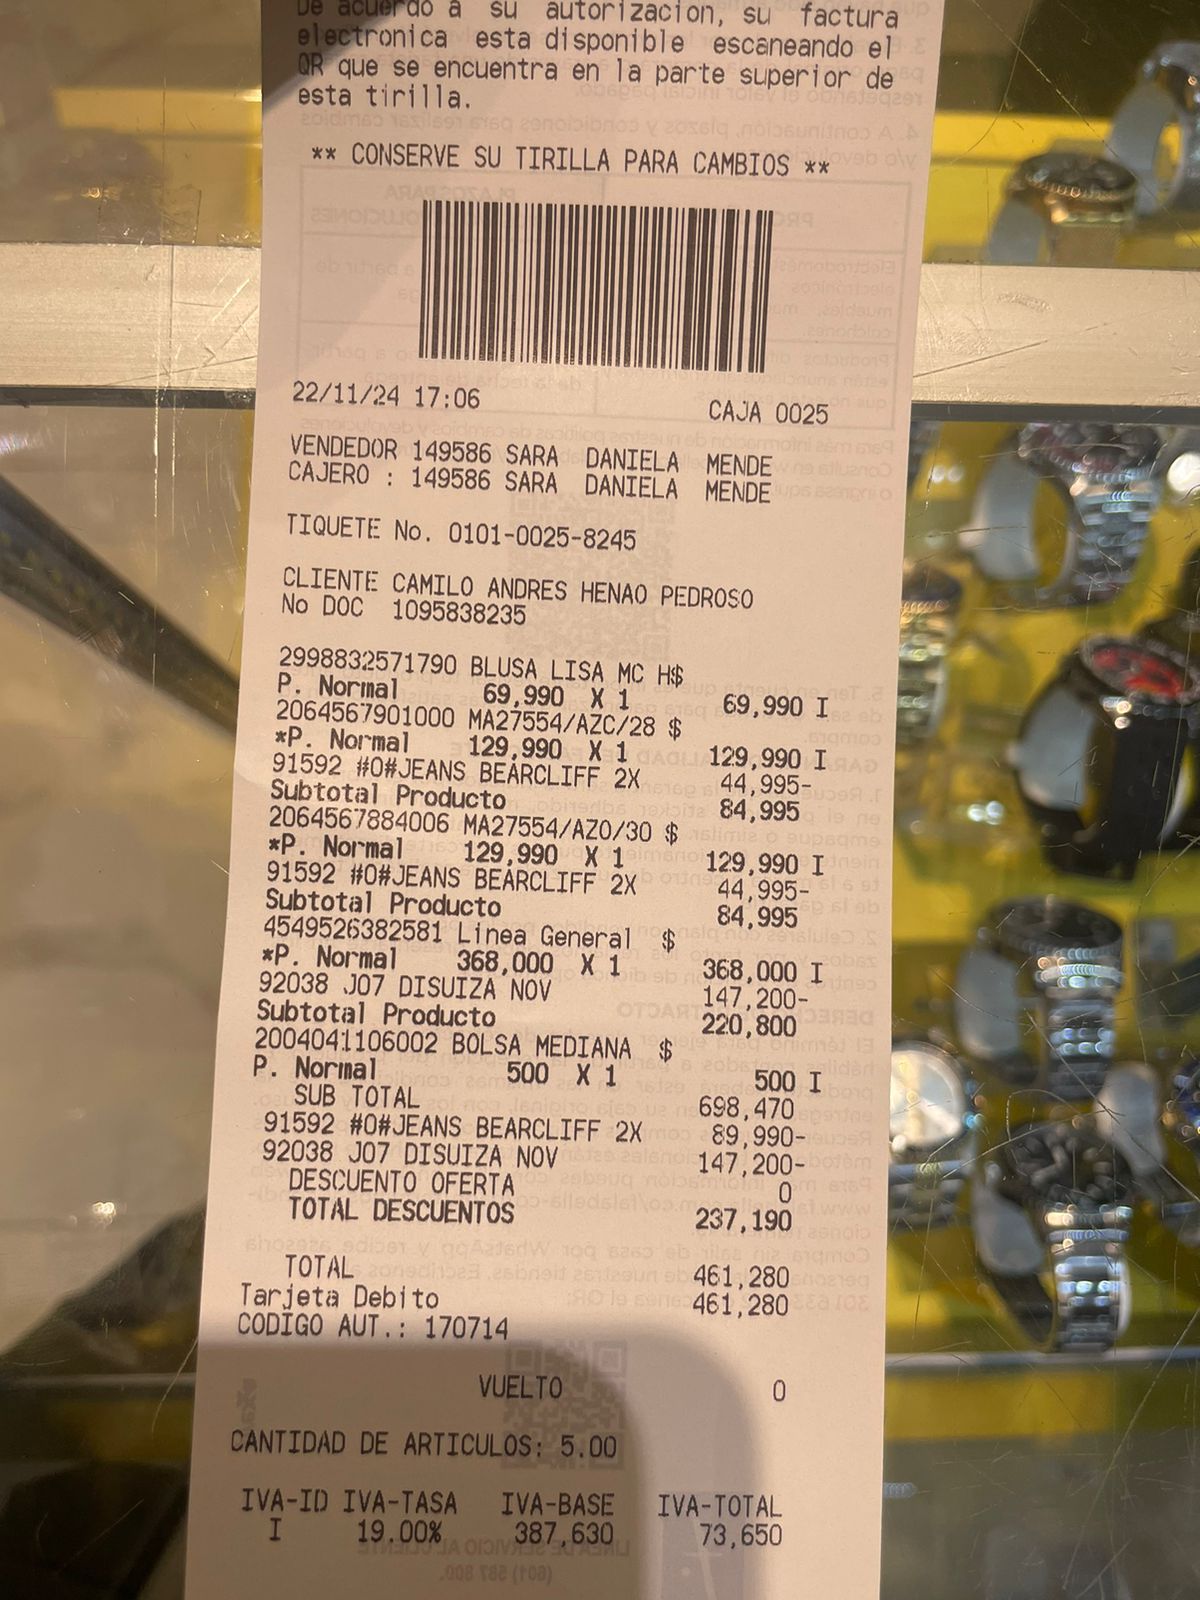 De acuerdo a su autorizacion, su factura
electronica esta disponible escaneando el
QR que se encuentra en la parte superior de
esta tirilla.
** CONSERVE SU TIRILLA PARA CAMBIOS **
22/11/24 17:06 CAJA 0025
VENDEDOR 149586 SARA DANIELA MENDE
CAJERO : 149586 SARA DANIELA MENDE
TIQUETE No. 0101-0025-8245
CLIENTE CAMILO ANDRES HENAO PEDROSO
No DOC 1095838235
2998832571790 BLUSA LISA MC H$
P. Normal 69,990 X 1 69,990 I
2064567901000 MA27554/AZC/28 $
*P. Normal 129,990 X 1 129,990 I
91592 #0#JEANS BEARCLIFF 2X 44,995-
Subtotal Producto 84,995
2064567884006 MA27554/AZO/30 $
*P. Normal 129,990 X 1 129,990 I
91592 #0#JEANS BEARCLIFF 2X 44,995-
Subtotal Producto 84,995
4549526382581 Linea General $
*P. Normal 368,000 X 1 368,000 I
92038 J07 DISUIZA NOV 147,200-
Subtotal Producto 220,800
2004041106002 BOLSA MEDIANA $
P. Normal 500 X 1 500 I
SUB TOTAL 698,470
91592 #0#JEANS BEARCLIFF 2X 89,990-
92038 J07 DISUIZA NOV 147,200-
DESCUENTO OFERTA 0
TOTAL DESCUENTOS 237,190
TOTAL 461,280
Tarjeta Debito 461,280
CODIGO AUT.: 170714
VUELTO 0
CANTIDAD DE ARTICULOS: 5.00
IVA-ID IVA-TASA IVA-BASE IVA-TOTAL
I 19.00% 387,630 73,650